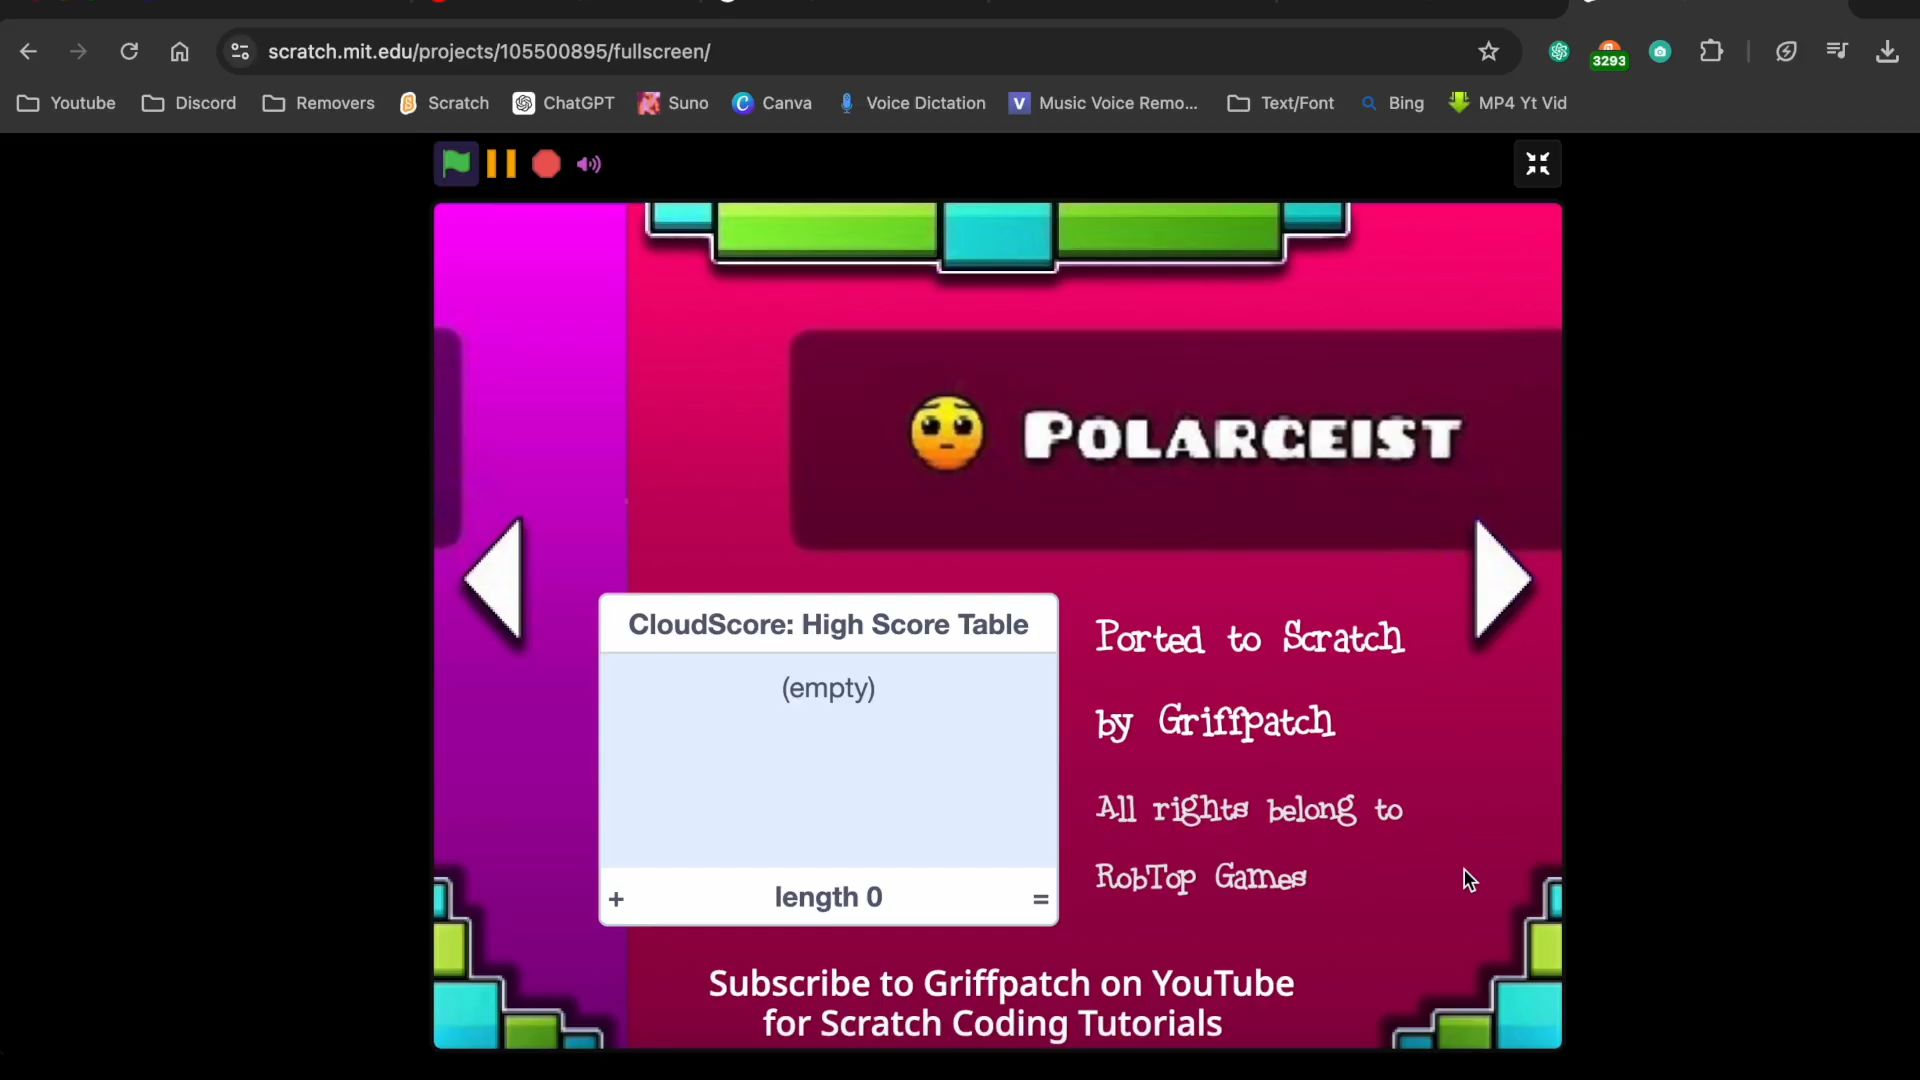 scratch.mit.edu/projects/105500895/fullscreen/
3293
Youtube Discord Removers Scratch ChatGPT Suno Canva Voice Dictation Music Voice Remo... Text/Font Bing MP4 Yt Vid
POLARGEIST
CloudScore: High Score Table
(empty)
+ length 0 =
Ported to Scratch
by Griffpatch
All rights belong to
RobTop Games
Subscribe to Griffpatch on YouTube
for Scratch Coding Tutorials